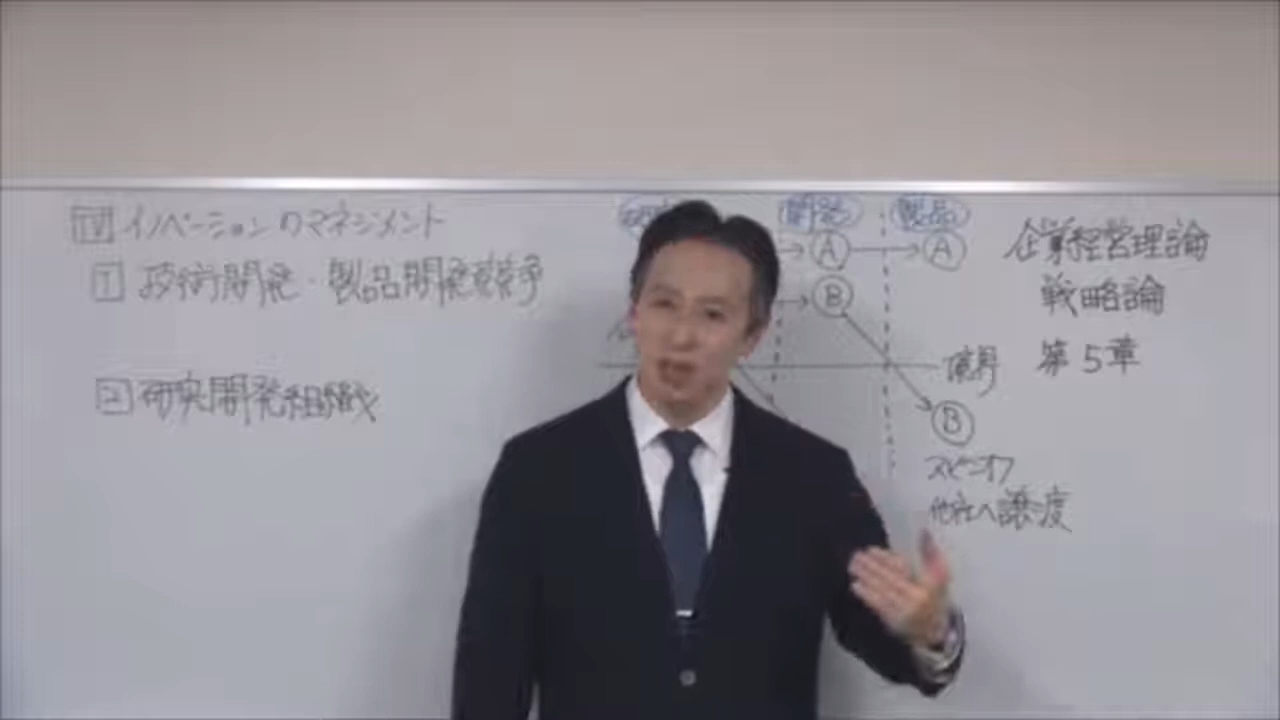 Ⅳ イノベーションのマネジメント
1 技術開発・製品開発競争
2 研究開発組織
開発 製品
A → A
B
境界
B
スピンオフ
他社へ譲渡
企業経営理論
戦略論
第5章